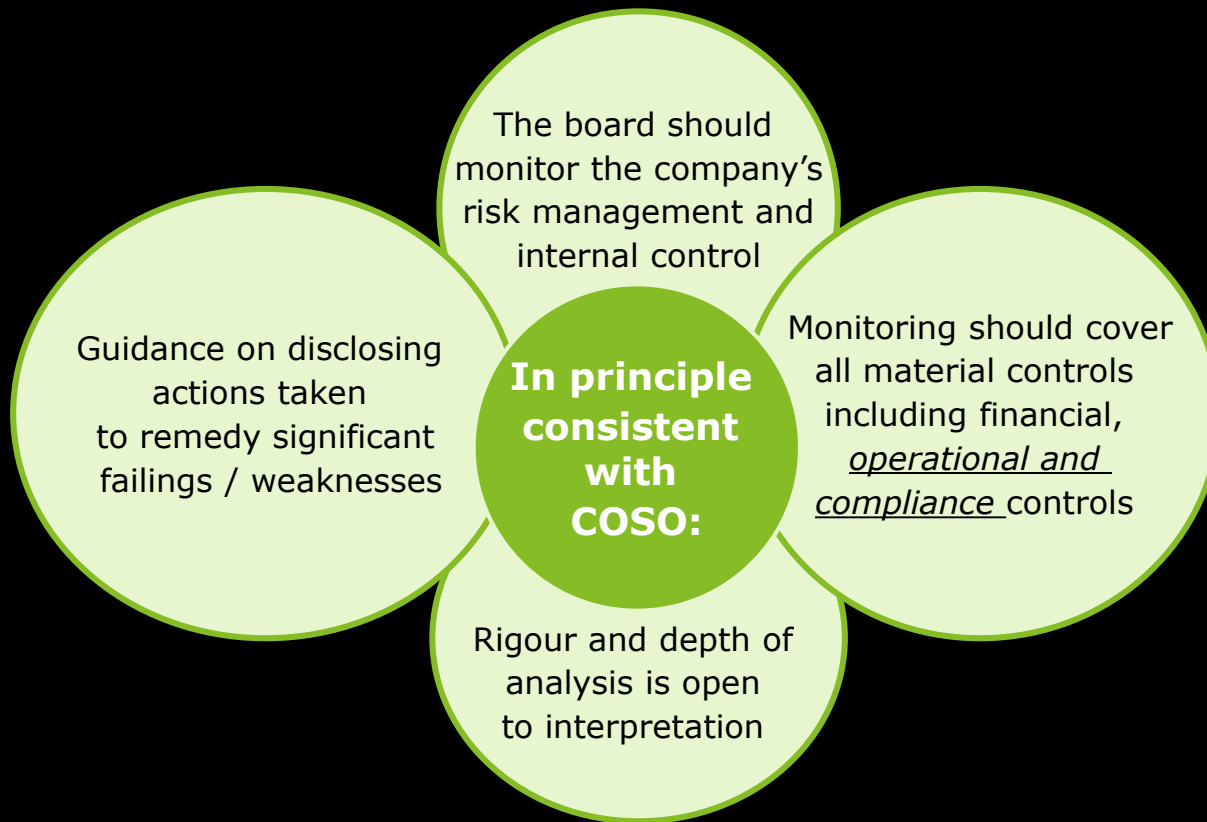 The board should
monitor the company’s
risk management and
internal control
Guidance on disclosing
actions taken
to remedy significant
failings / weaknesses
In principle
consistent
with
COSO:
Monitoring should cover
all material controls
including financial,
operational and
compliance controls
Rigour and depth of
analysis is open
to interpretation